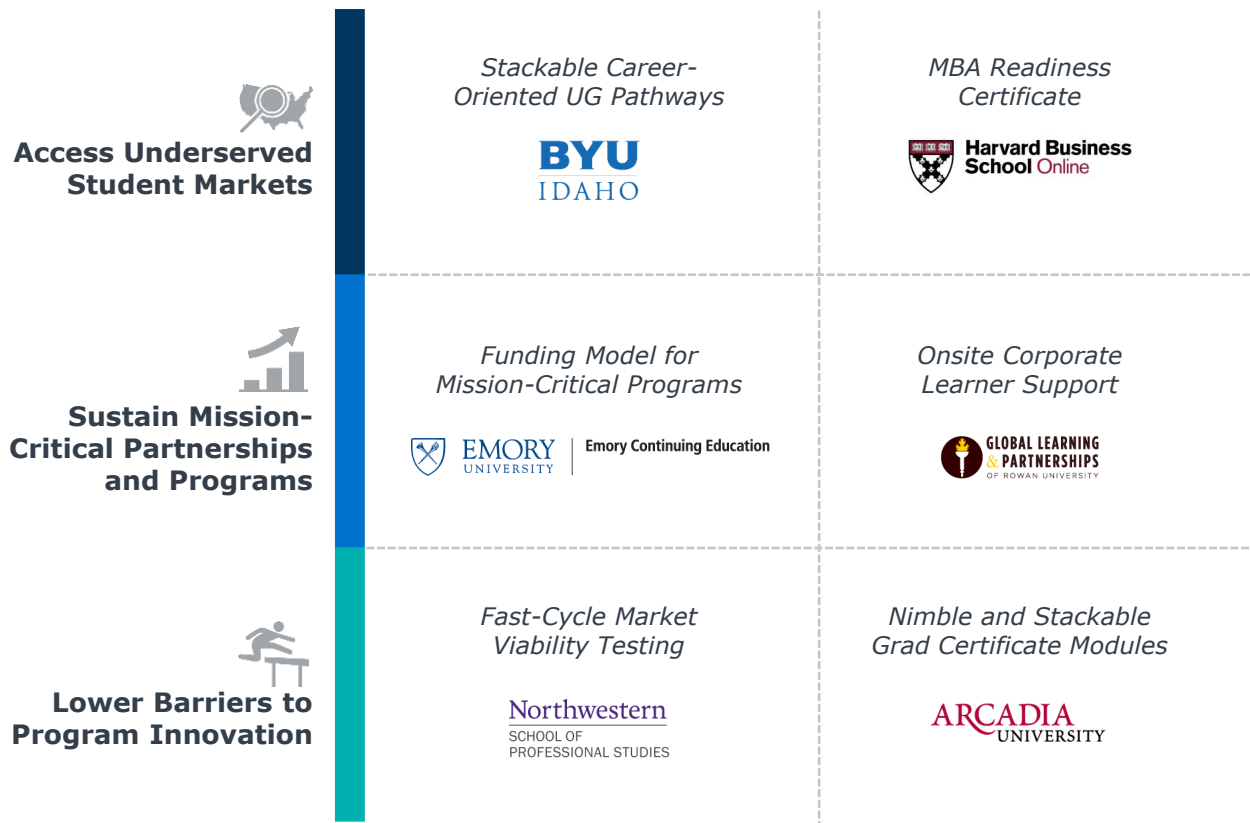 Access Underserved
Student Markets
Stackable Career-
Oriented UG Pathways
BYU
IDAHO
MBA Readiness
Certificate
Harvard Business
School Online
Sustain Mission-
Critical Partnerships
and Programs
Funding Model for
Mission-Critical Programs
EMORY
UNIVERSITY
Emory Continuing Education
Onsite Corporate
Learner Support
GLOBAL LEARNING
& PARTNERSHIPS
OF ROWAN UNIVERSITY
Lower Barriers to
Program Innovation
Fast-Cycle Market
Viability Testing
Northwestern
SCHOOL OF
PROFESSIONAL STUDIES
Nimble and Stackable
Grad Certificate Modules
ARCADIA
UNIVERSITY